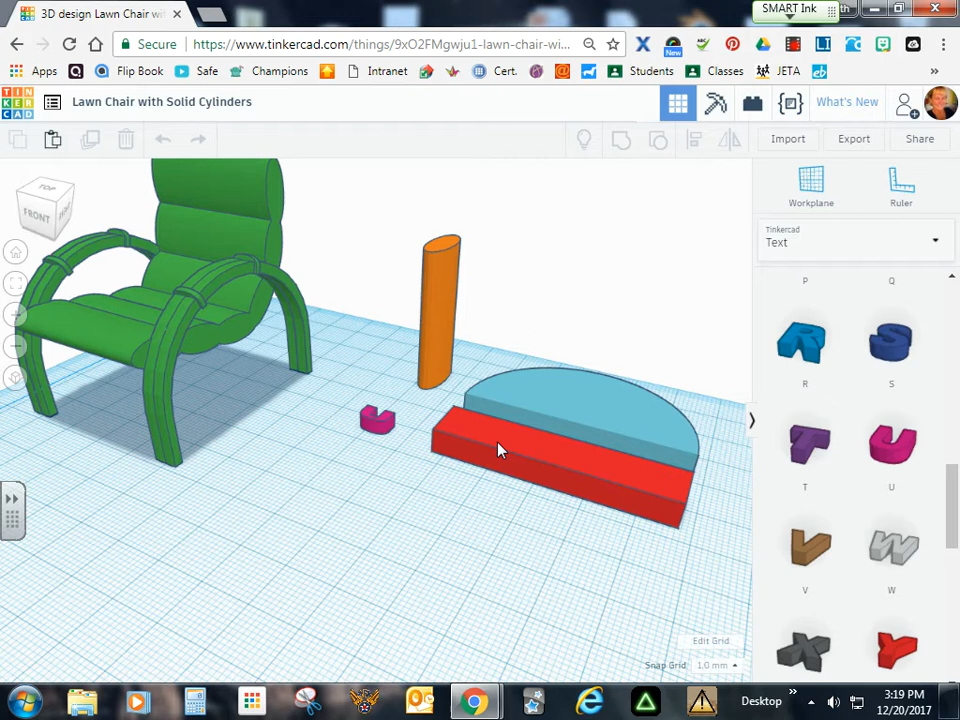 3D design Lawn Chair wit
SMART Ink
th
Secure
https://www.tinkercad.com/things/9xO2FMgwju1-lawn-chair-wi...
New
Apps
Flip Book
Safe
Champions
Intranet
Cert.
Students
Classes
JETA
»
TIN
KER
CAD
Lawn Chair with Solid Cylinders
What's New
Import
Export
Share
TOP
FRONT
Workplane
Ruler
Tinkercad
Text
P
Q
R
S
T
U
V
W
Edit Grid
Snap Grid 1.0 mm
Desktop
»
3:19 PM
12/20/2017